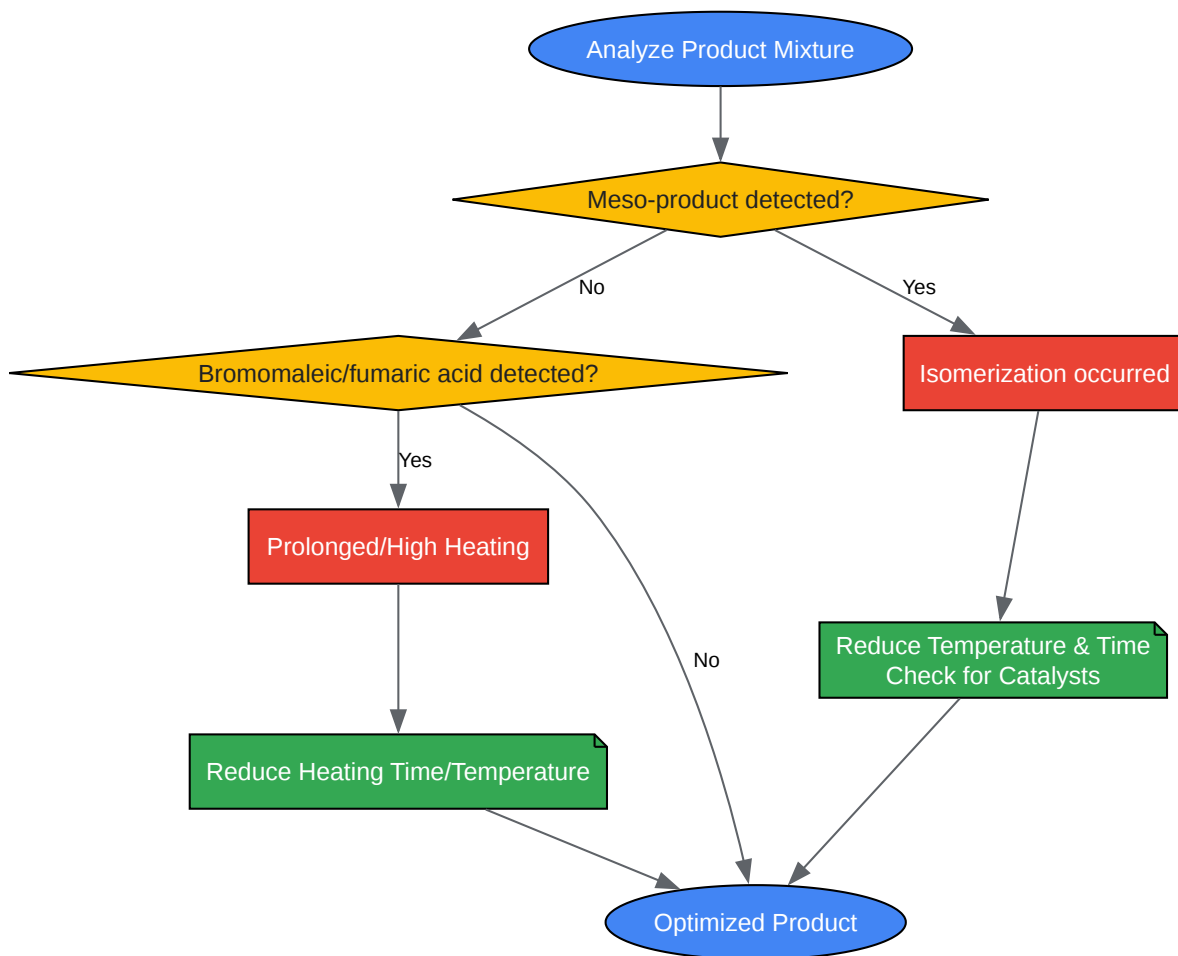 Analyze Product Mixture
Meso-product detected?
No
Yes
Bromomaleic/fumaric acid detected?
Isomerization occurred
Yes
Prolonged/High Heating
No
Reduce Temperature & Time
Check for Catalysts
Reduce Heating Time/Temperature
Optimized Product